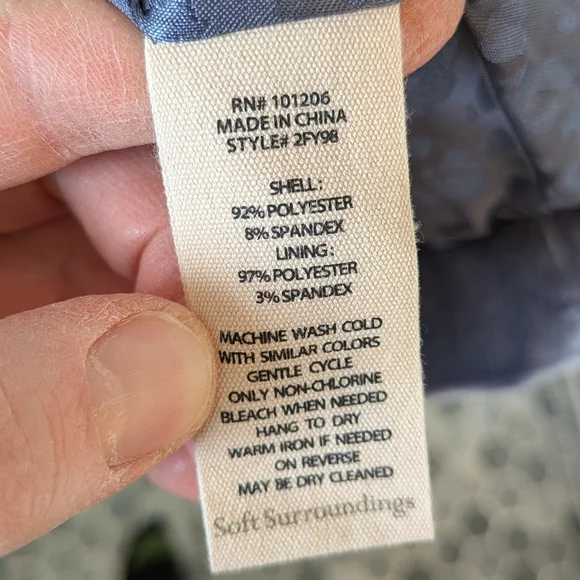 RN# 101206
MADE IN CHINA
STYLE# 2FY98
SHELL:
92% POLYESTER
8% SPANDEX
LINING:
97% POLYESTER
3% SPANDEX
MACHINE WASH COLD
WITH SIMILAR COLORS
GENTLE CYCLE
ONLY NON-CHLORINE
BLEACH WHEN NEEDED
HANG TO DRY
WARM IRON IF NEEDED
ON REVERSE
MAY BE DRY CLEANED
Soft Surroundings